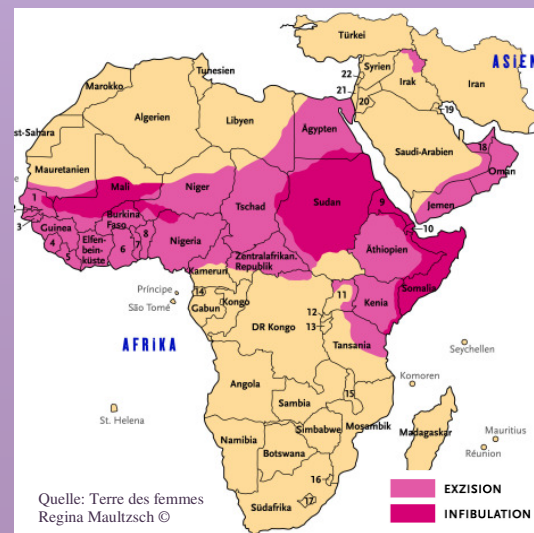 Türkei
ASIEN
Tunesien
Syrien
Marokko
22
Irak
Iran
21
20
19
Algerien
Libyen
Ägypten
st-Sahara
Saudi-Arabien
18
Mauretanien
Oman
Mali
Niger
1
Tschad
Sudan
9
Jemen
2
Burkina
Faso
10
3
Guinea
8
4
Elfen-
bein-
küste
6
7
Nigeria
Äthiopien
5
Zentralafrikan.
Republik
Somalia
Kamerun
Príncipe
14
11
Kenia
São Tomé
Gabun
Kongo
12
DR Kongo
13
AFRIKA
Tansania
Seychellen
Komoren
Angola
15
Sambia
St. Helena
Mosambik
Simbabwe
Madagaskar
Mauritius
Namibia
Réunion
Botswana
16
Quelle: Terre des femmes
Regina Maultzsch ©
17
Südafrika
EXZISION
INFIBULATION